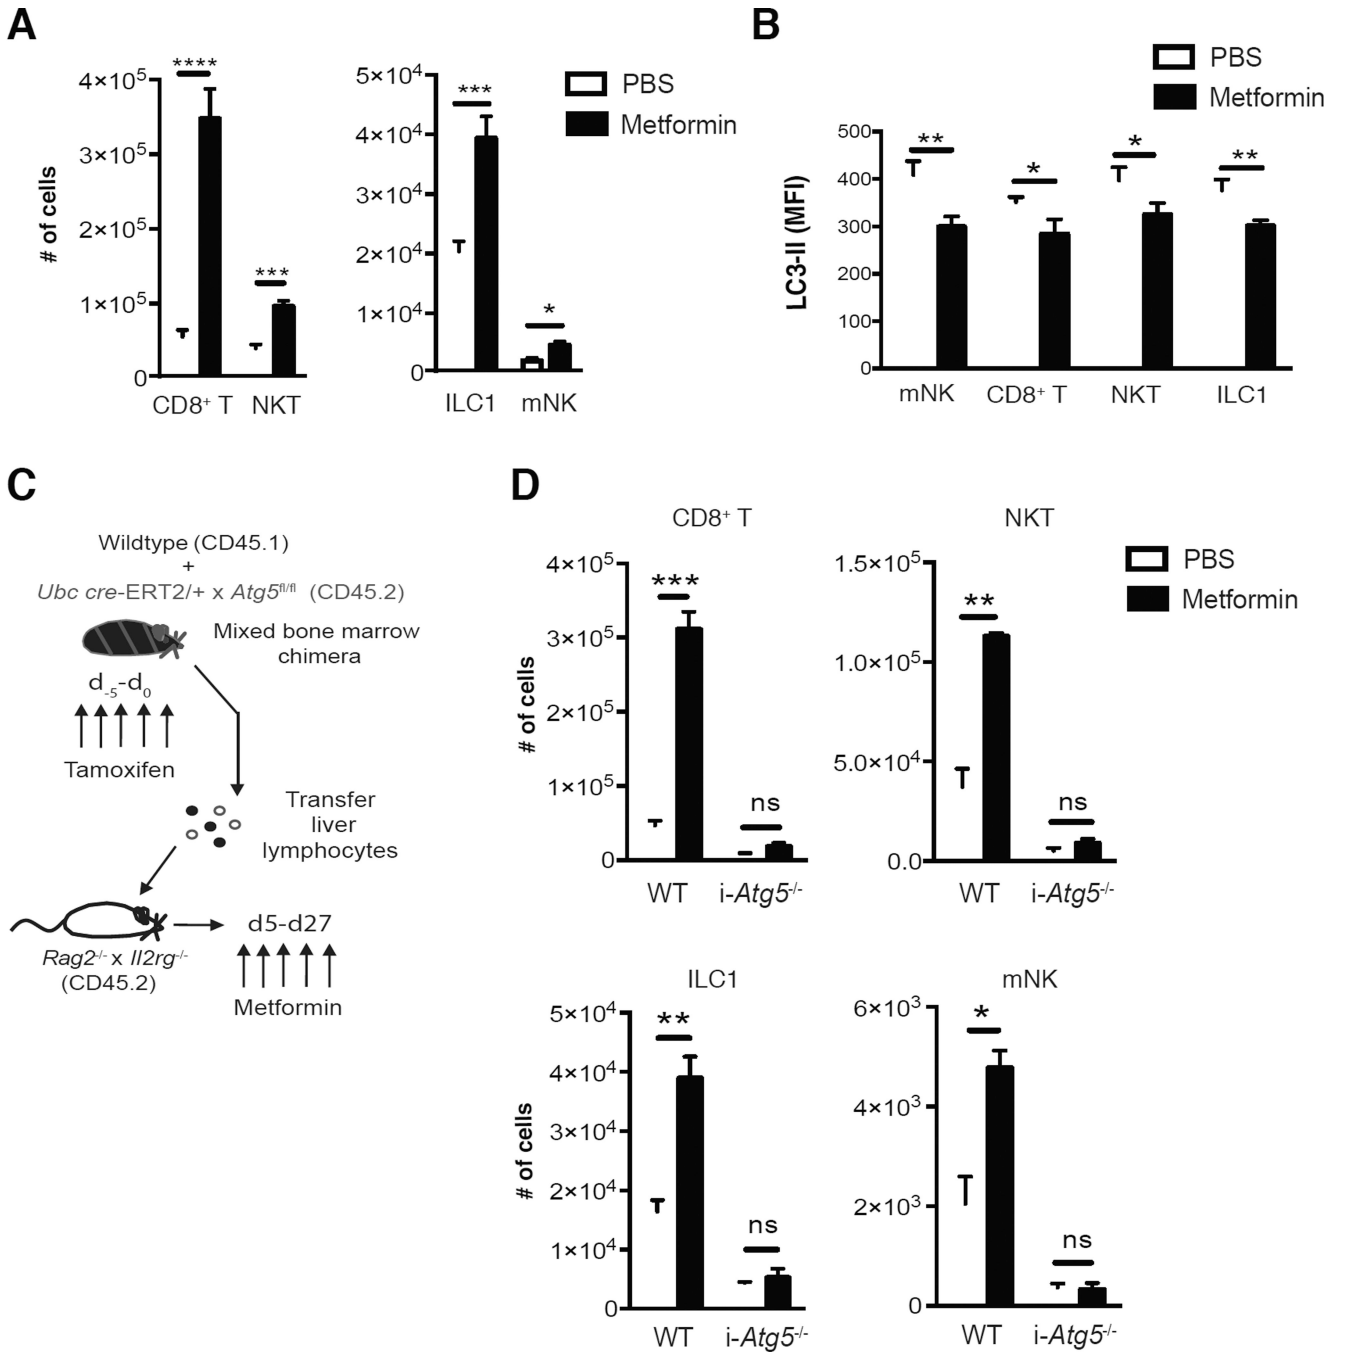 A
****
4×10⁵
3×10⁵
2×10⁵
1×10⁵
0
# of cells
***
CD8⁺ T NKT
5×10⁴
4×10⁴
3×10⁴
2×10⁴
1×10⁴
0
***
*
ILC1 mNK
PBS
Metformin
B
PBS
Metformin
LC3-II (MFI)
500
400
300
200
100
0
** * * **
mNK CD8⁺ T NKT ILC1
C
Wildtype (CD45.1)
+
Ubc cre-ERT2/+ x Atg5fl/fl (CD45.2)
Mixed bone marrow
chimera
d-5-d0
Tamoxifen
Transfer
liver
lymphocytes
Rag2-/- x Il2rg-/-
(CD45.2)
d5-d27
Metformin
D
CD8⁺ T
# of cells
4×10⁵
3×10⁵
2×10⁵
1×10⁵
0
***
ns
WT i-Atg5-/-
NKT
1.5×10⁵
1.0×10⁵
5.0×10⁴
0.0
**
ns
WT i-Atg5-/-
PBS
Metformin
ILC1
# of cells
5×10⁴
4×10⁴
3×10⁴
2×10⁴
1×10⁴
0
**
ns
WT i-Atg5-/-
mNK
6×10³
4×10³
2×10³
0
*
ns
WT i-Atg5-/-